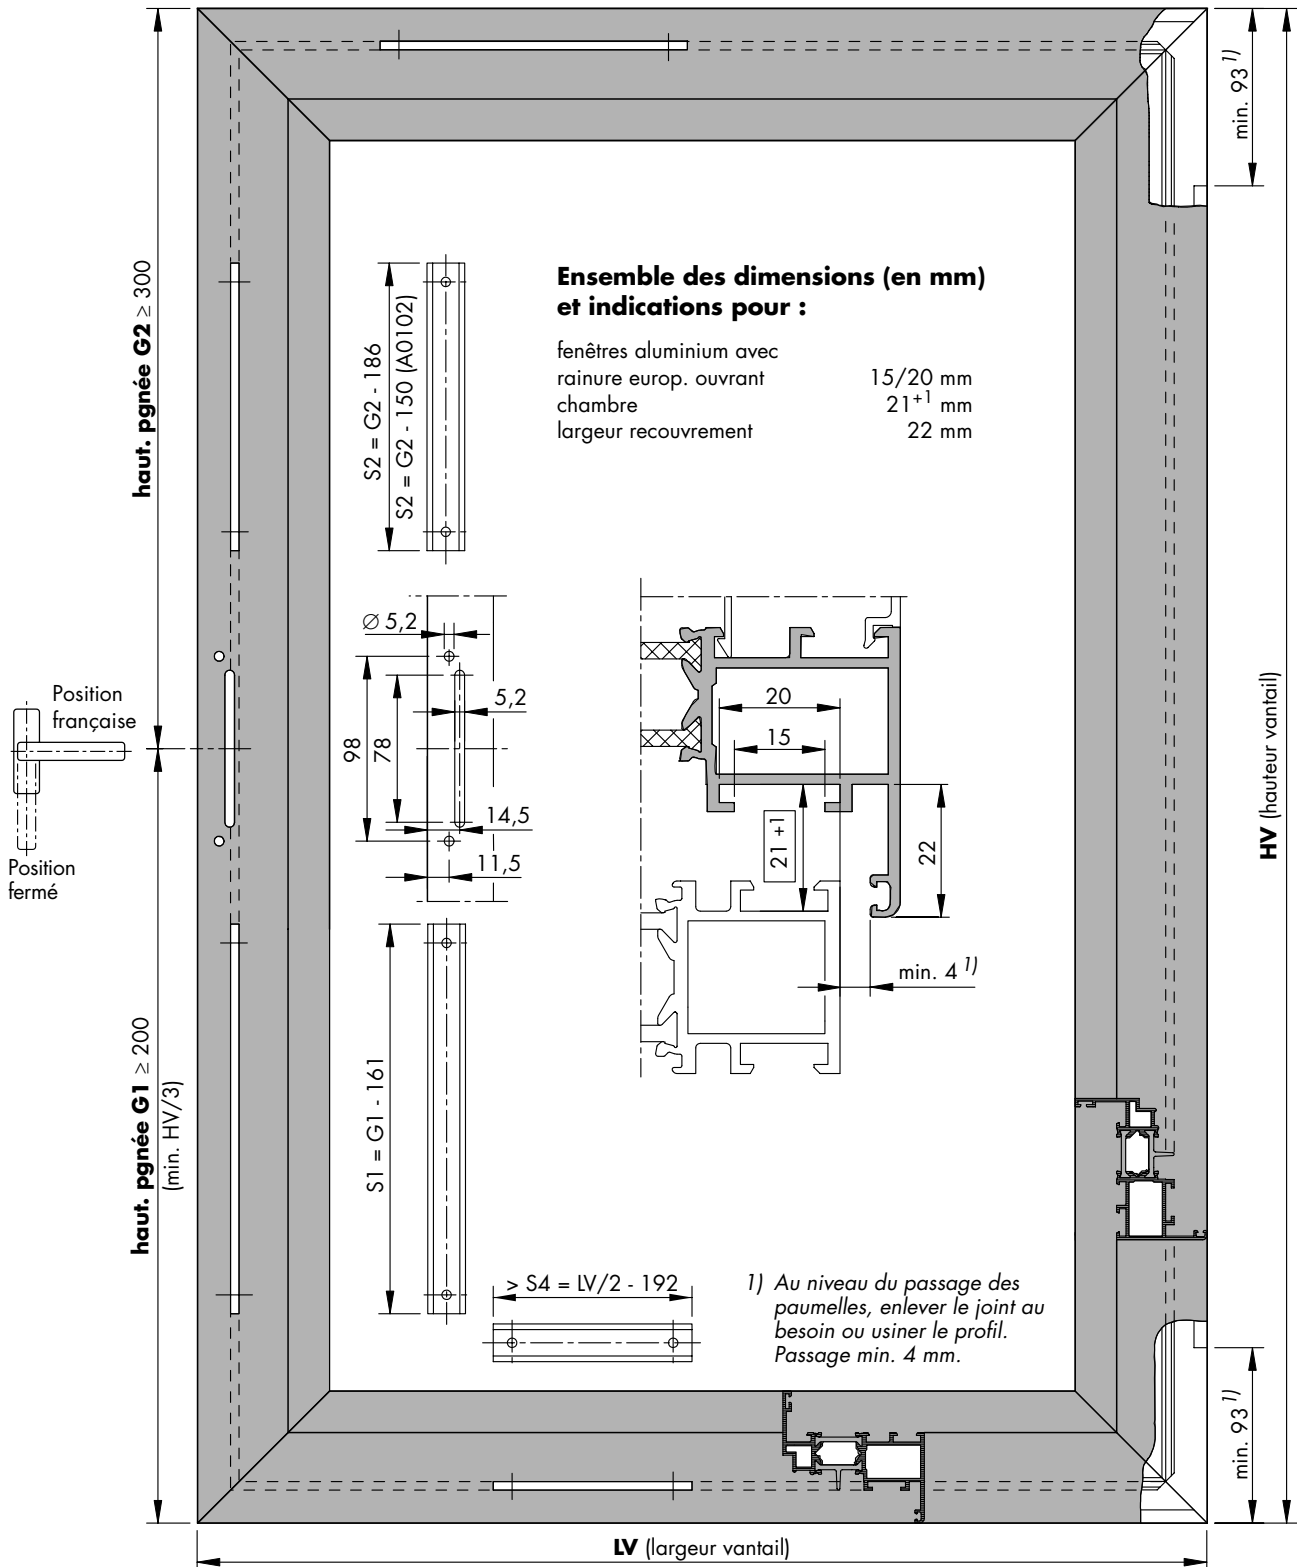 min. 93 1)
haut. pgnée G2 ≥ 300
Ensemble des dimensions (en mm)
et indications pour :
fenêtres aluminium avec
rainure europ. ouvrant 15/20 mm
chambre 21+1 mm
largeur recouvrement 22 mm
S2 = G2 - 186
S2 = G2 - 150 (A0102)
∅ 5,2
5,2
98
78
14,5
11,5
20
15
21 +1
22
min. 4 1)
Position
française
Position
fermé
HV (hauteur vantail)
haut. pgnée G1 ≥ 200
(min. HV/3)
S1 = G1 - 161
> S4 = LV/2 - 192
1) Au niveau du passage des
paumelles, enlever le joint au
besoin ou usiner le profil.
Passage min. 4 mm.
min. 93 1)
LV (largeur vantail)